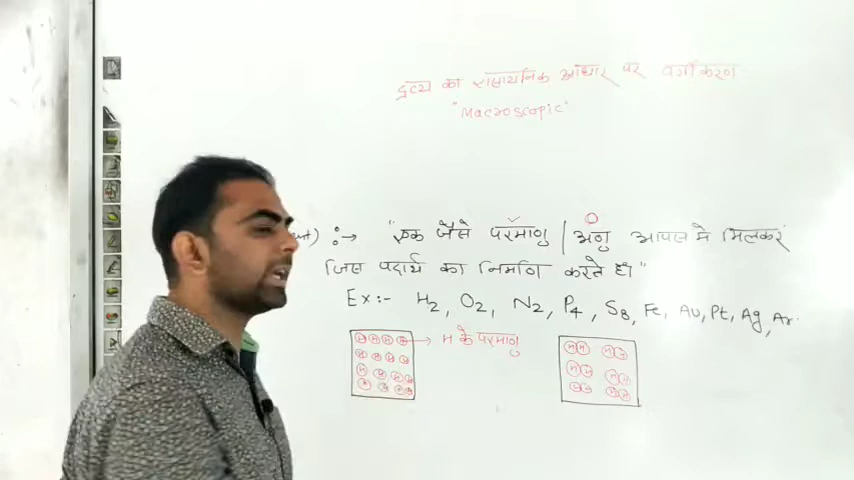 द्रव्य का रासायनिक आधार पर वर्गीकरण
"Macroscopic"
) :→ "एक जैसे परमाणु | अणु आपस मे मिलकर
जिस पदार्थ का निर्माण करते है।"
Ex:- H2, O2, N2, P4, S8, Fe, Au, Pt, Ag, Ar.
→ H के परमाणु